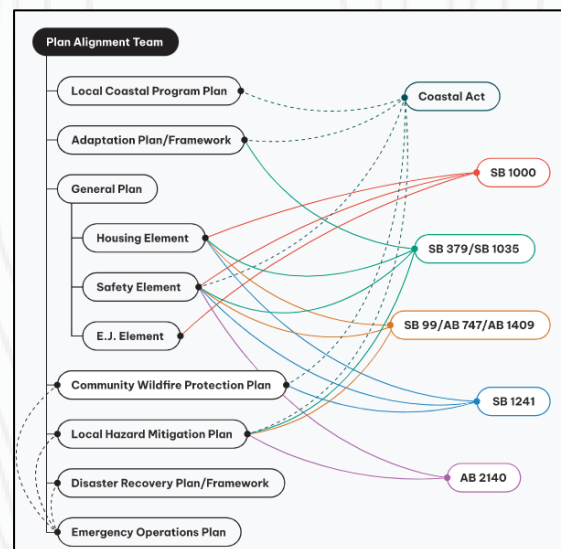 Plan Alignment Team
Local Coastal Program Plan
Coastal Act
Adaptation Plan/Framework
SB 1000
General Plan
Housing Element
SB 379/SB 1035
Safety Element
SB 99/AB 747/AB 1409
E.J. Element
Community Wildfire Protection Plan
SB 1241
Local Hazard Mitigation Plan
AB 2140
Disaster Recovery Plan/Framework
Emergency Operations Plan